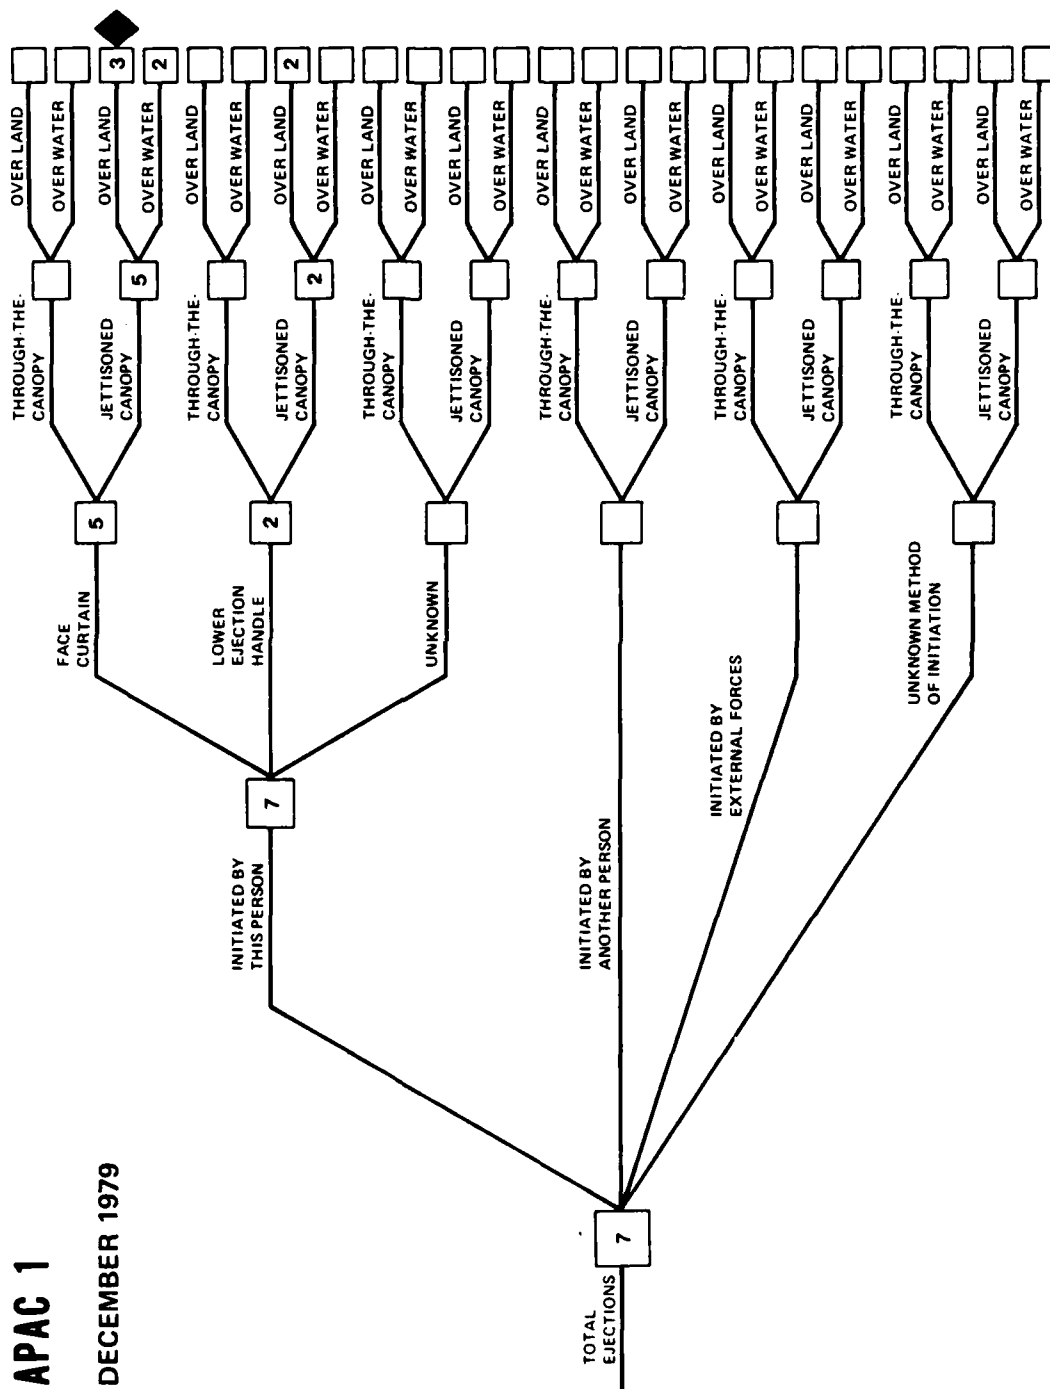 APAC 1
DECEMBER 1979
TOTAL
EJECTIONS
7
INITIATED BY
THIS PERSON
7
FACE
CURTAIN
5
THROUGH-THE-
CANOPY
OVER LAND
OVER WATER
JETTISONED
CANOPY
5
OVER LAND
3
OVER WATER
2
LOWER
EJECTION
HANDLE
2
THROUGH-THE-
CANOPY
OVER LAND
OVER WATER
JETTISONED
CANOPY
2
OVER LAND
2
OVER WATER
UNKNOWN
THROUGH-THE-
CANOPY
OVER LAND
OVER WATER
JETTISONED
CANOPY
OVER LAND
OVER WATER
INITIATED BY
ANOTHER PERSON
THROUGH-THE-
CANOPY
OVER LAND
OVER WATER
JETTISONED
CANOPY
OVER LAND
OVER WATER
INITIATED BY
EXTERNAL FORCES
THROUGH-THE-
CANOPY
OVER LAND
OVER WATER
JETTISONED
CANOPY
OVER LAND
OVER WATER
UNKNOWN METHOD
OF INITIATION
THROUGH-THE-
CANOPY
OVER LAND
OVER WATER
JETTISONED
CANOPY
OVER LAND
OVER WATER